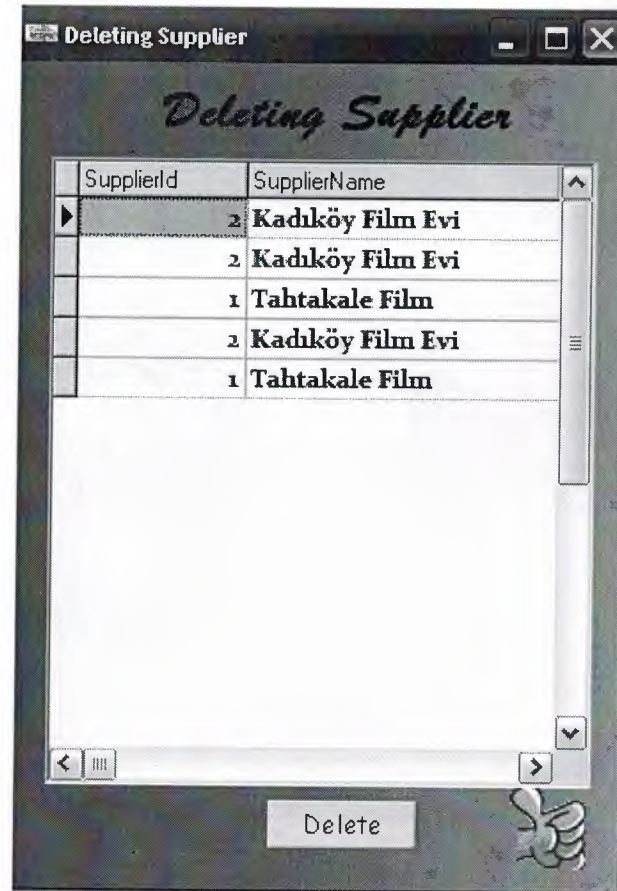 Deleting Supplier
Deleting Supplier
SupplierId SupplierName
2 Kadıköy Film Evi
2 Kadıköy Film Evi
1 Tahtakale Film
2 Kadıköy Film Evi
1 Tahtakale Film
Delete